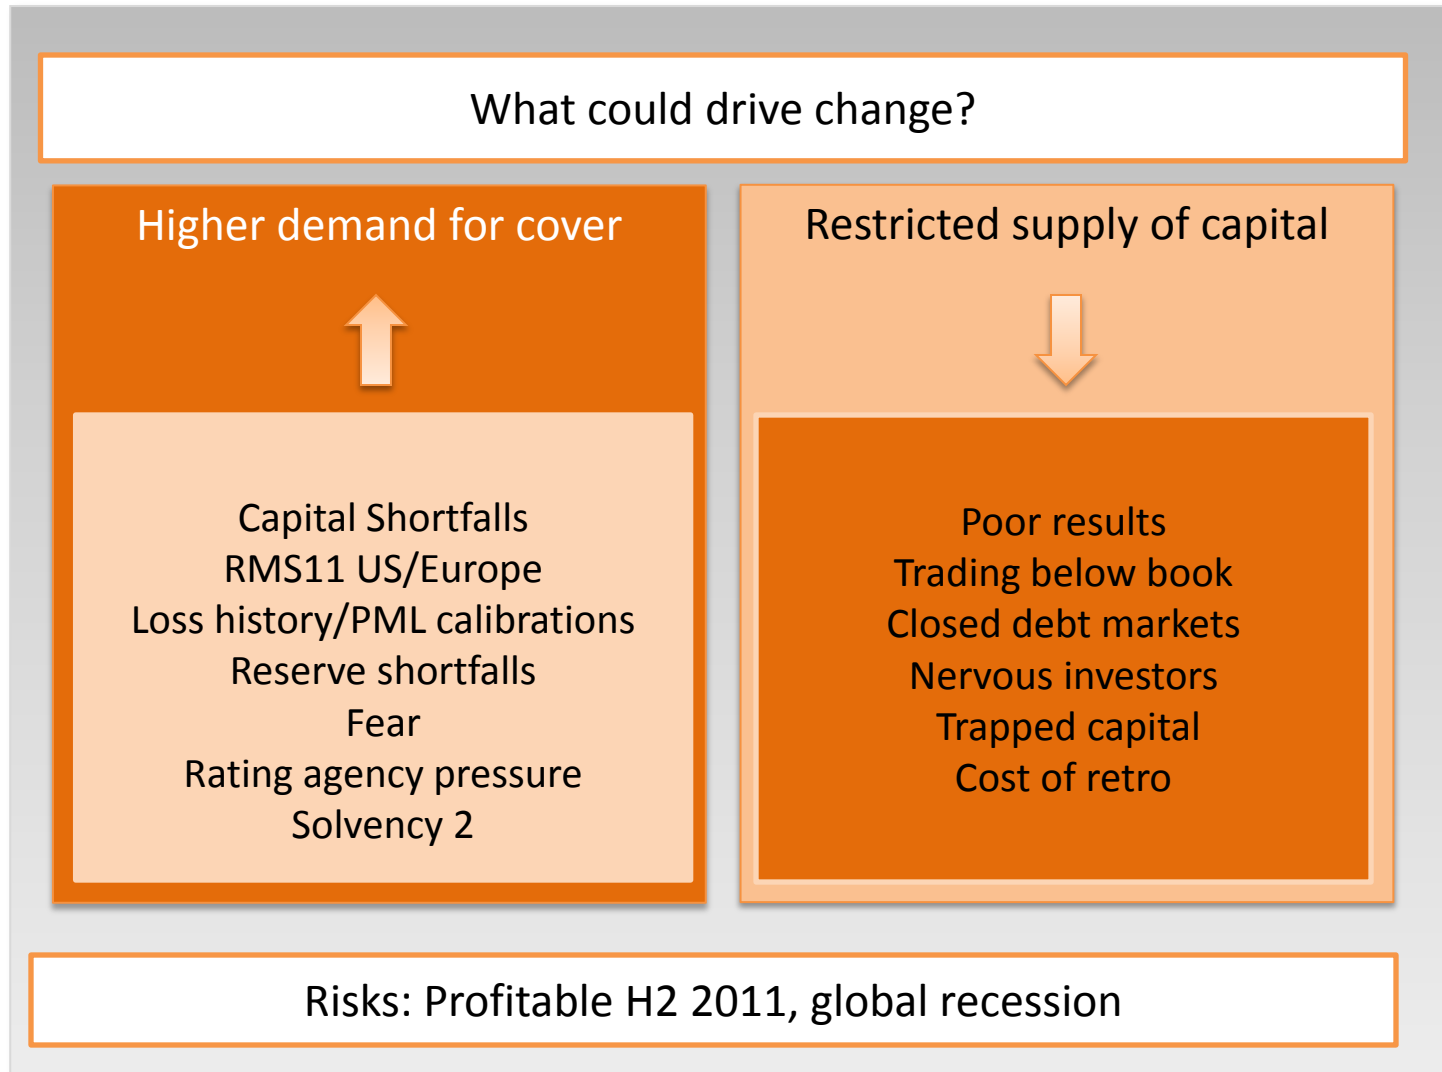 What could drive change?
Higher demand for cover
Capital Shortfalls
RMS11 US/Europe
Loss history/PML calibrations
Reserve shortfalls
Fear
Rating agency pressure
Solvency 2
Restricted supply of capital
Poor results
Trading below book
Closed debt markets
Nervous investors
Trapped capital
Cost of retro
Risks: Profitable H2 2011, global recession